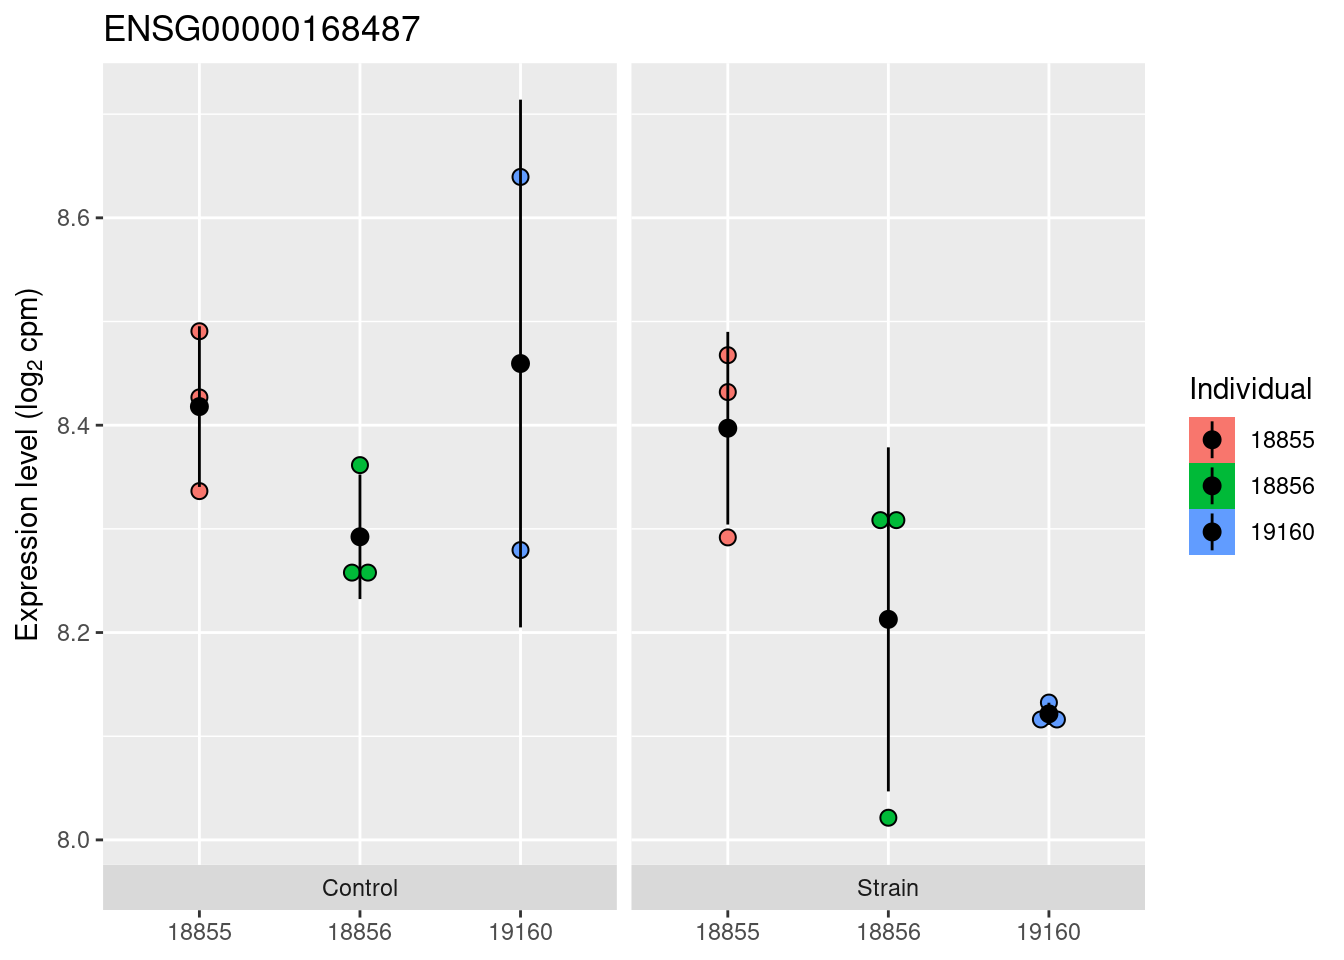 ENSG00000168487
Expression level (log₂ cpm)
8.6
8.4
8.2
8.0
Control
Strain
18855
18856
19160
18855
18856
19160
Individual
18855
18856
19160